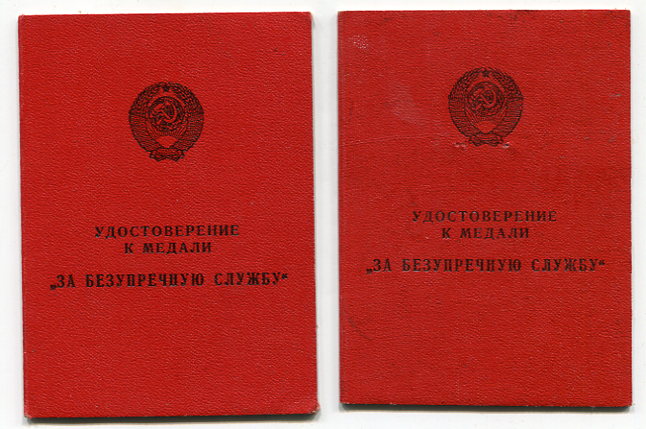 УДОСТОВЕРЕНИЕ
К МЕДАЛИ
„ЗА БЕЗУПРЕЧНУЮ СЛУЖБУ“
УДОСТОВЕРЕНИЕ
К МЕДАЛИ
„ЗА БЕЗУПРЕЧНУЮ СЛУЖБУ“